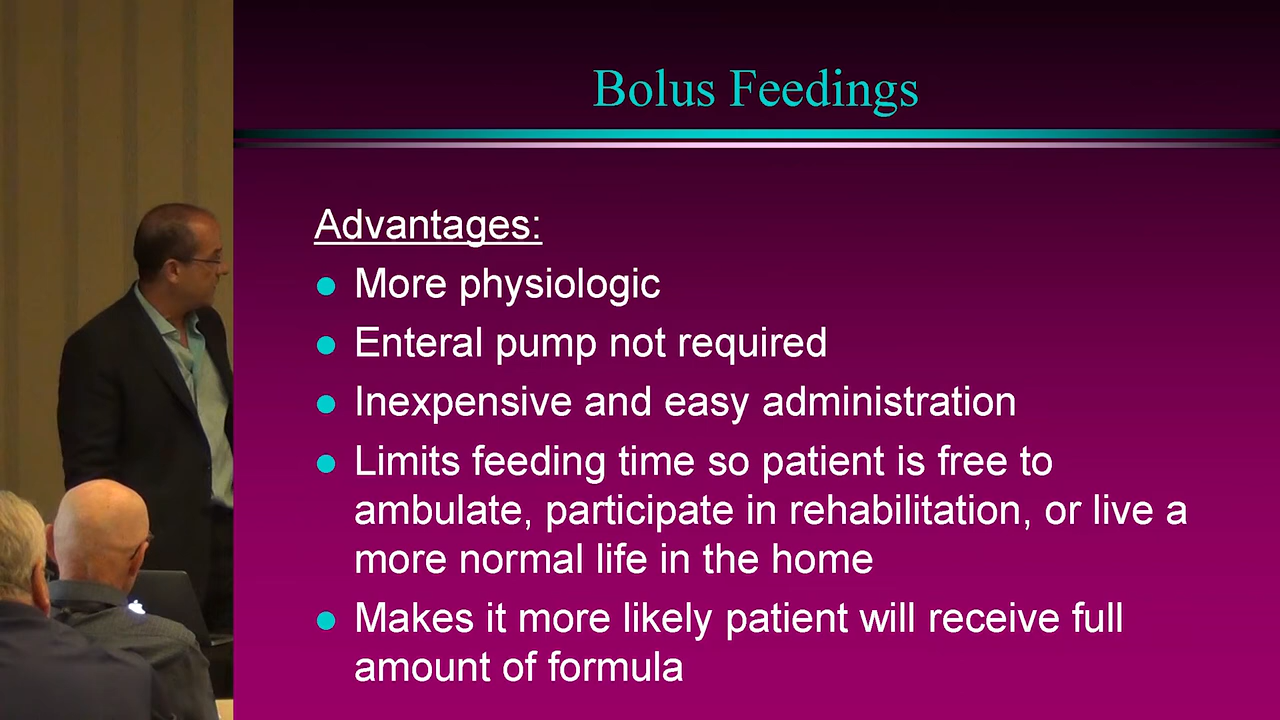 Bolus Feedings
Advantages:
More physiologic
Enteral pump not required
Inexpensive and easy administration
Limits feeding time so patient is free to
ambulate, participate in rehabilitation, or live a
more normal life in the home
Makes it more likely patient will receive full
amount of formula